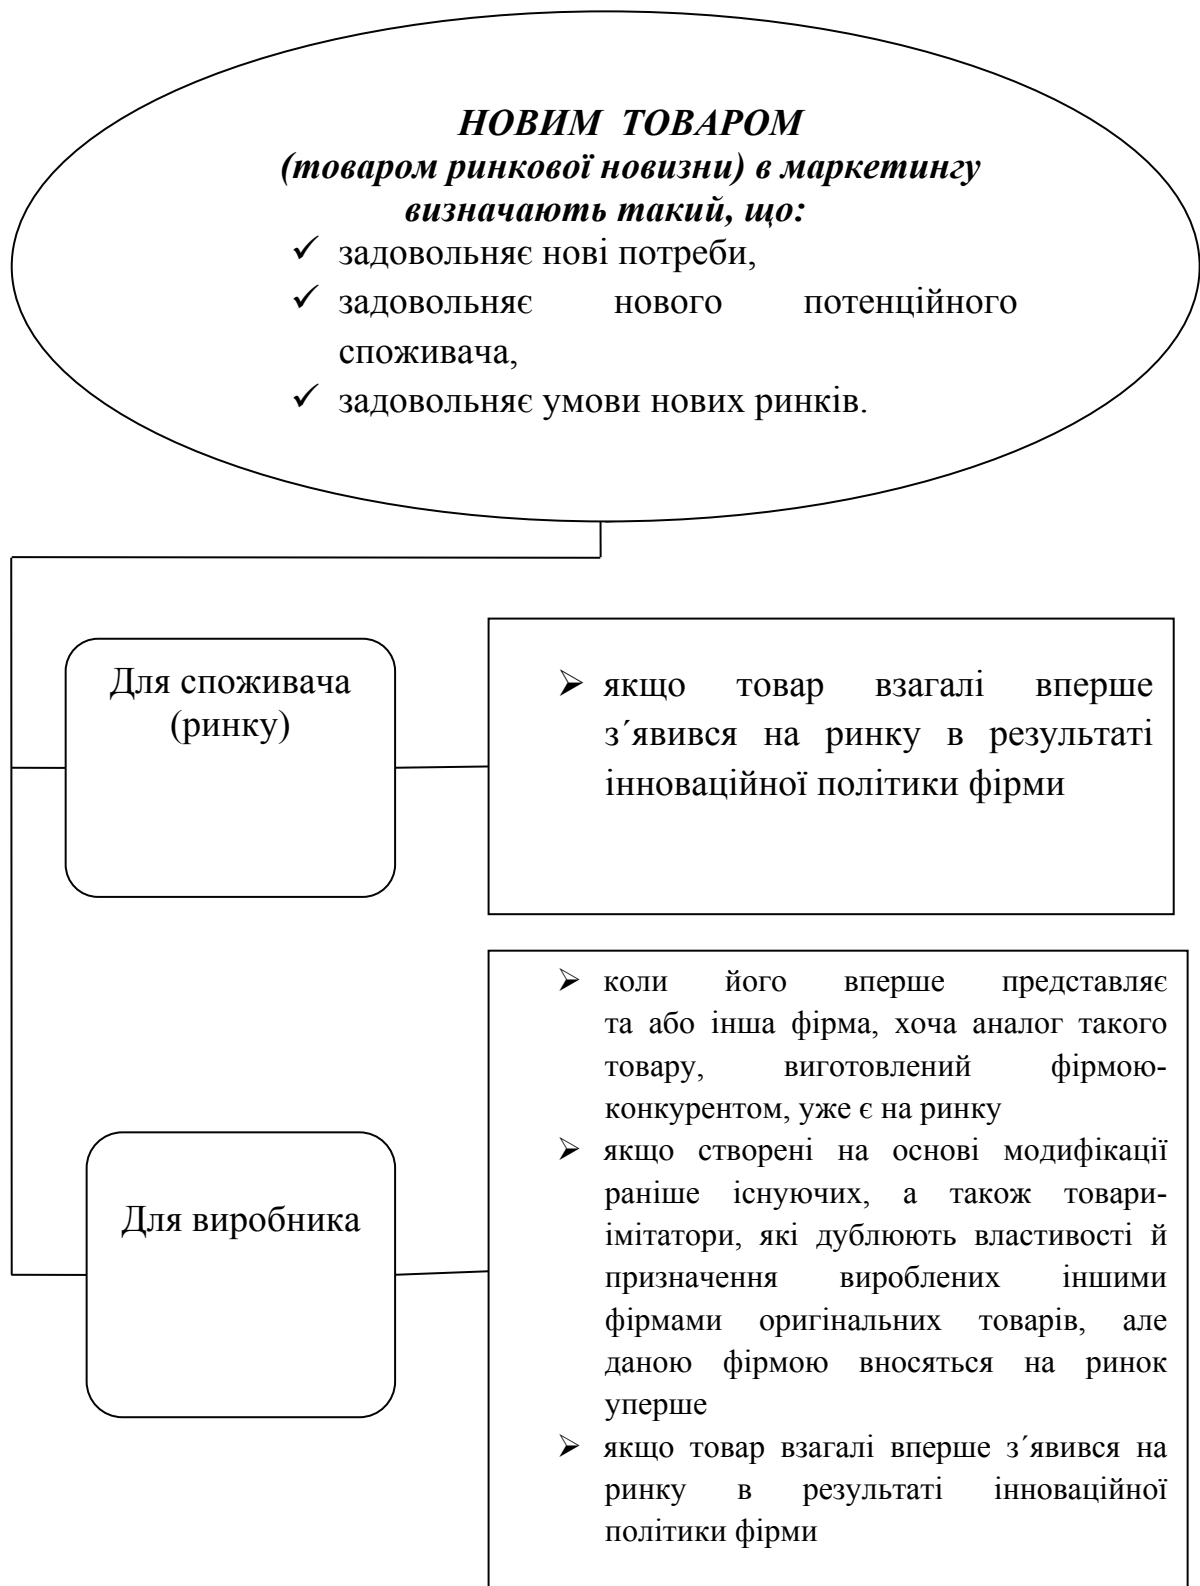 НОВИМ ТОВАРОМ
(товаром ринкової новизни) в маркетингу
визначають такий, що:
✓ задовольняє нові потреби,
✓ задовольняє нового потенційного
споживача,
✓ задовольняє умови нових ринків.
Для споживача
(ринку)
➢ якщо товар взагалі вперше
з´явився на ринку в результаті
інноваційної політики фірми
Для виробника
➢ коли його вперше представляє
та або інша фірма, хоча аналог такого
товару, виготовлений фірмою-
конкурентом, уже є на ринку
➢ якщо створені на основі модифікації
раніше існуючих, а також товари-
імітатори, які дублюють властивості й
призначення вироблених іншими
фірмами оригінальних товарів, але
даною фірмою вносяться на ринок
уперше
➢ якщо товар взагалі вперше з´явився на
ринку в результаті інноваційної
політики фірми